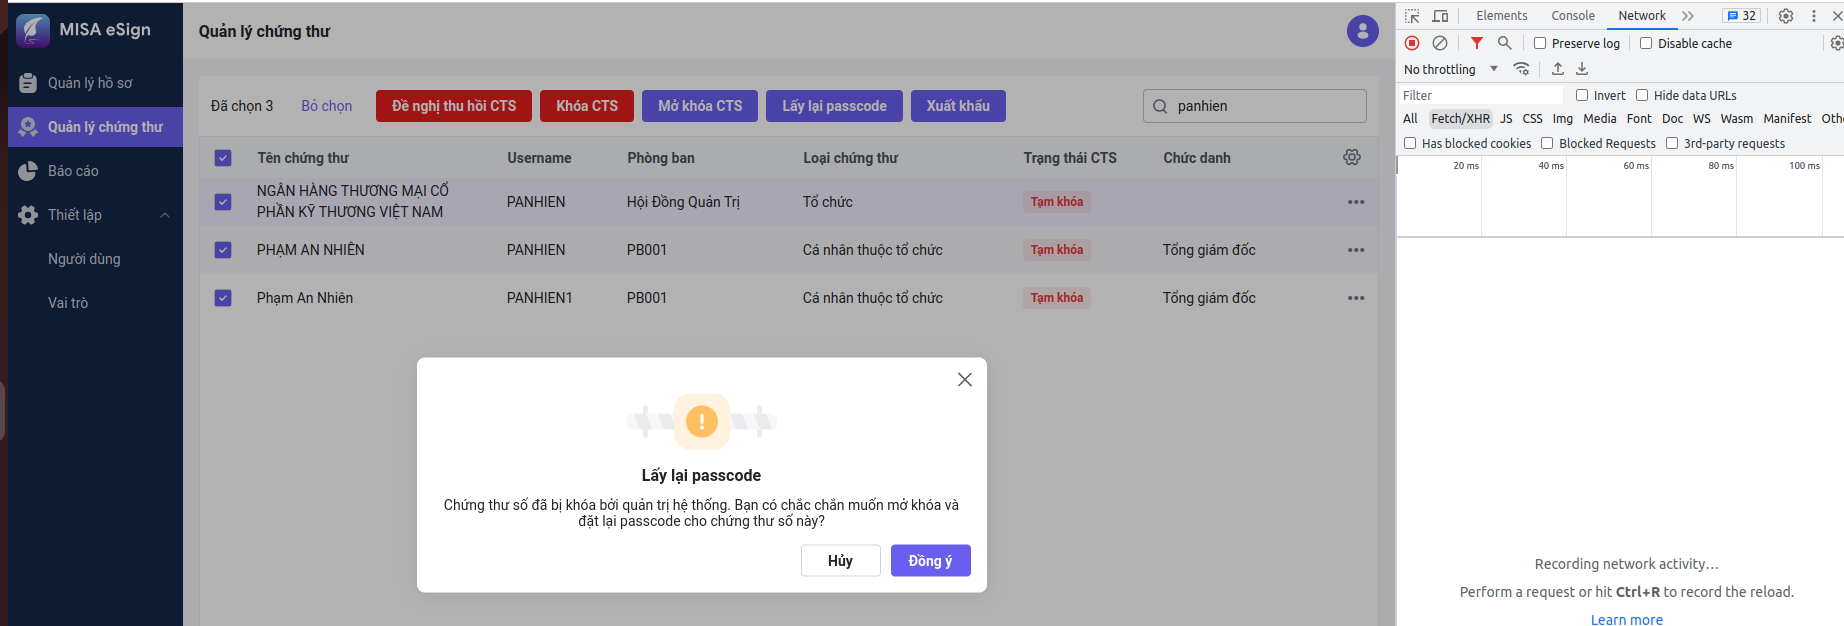 MISA eSign
Quản lý hồ sơ
Quản lý chứng thư
Báo cáo
Thiết lập
Người dùng
Vai trò
Quản lý chứng thư
Đã chọn 3 Bỏ chọn Đề nghị thu hồi CTS Khóa CTS Mở khóa CTS Lấy lại passcode Xuất khẩu panhien
Tên chứng thư Username Phòng ban Loại chứng thư Trạng thái CTS Chức danh
NGÂN HÀNG THƯƠNG MẠI CỔ
PHẦN KỸ THƯƠNG VIỆT NAM PANHIEN Hội Đồng Quản Trị Tổ chức Tạm khóa
PHẠM AN NHIÊN PANHIEN PB001 Cá nhân thuộc tổ chức Tạm khóa Tổng giám đốc
Phạm An Nhiên PANHIEN1 PB001 Cá nhân thuộc tổ chức Tạm khóa Tổng giám đốc
Lấy lại passcode
Chứng thư số đã bị khóa bởi quản trị hệ thống. Bạn có chắc chắn muốn mở khóa và
đặt lại passcode cho chứng thư số này?
Hủy Đồng ý
Elements Console Network 32
Preserve log Disable cache
No throttling
Filter Invert Hide data URLs
All Fetch/XHR JS CSS Img Media Font Doc WS Wasm Manifest Othe
Has blocked cookies Blocked Requests 3rd-party requests
20 ms 40 ms 60 ms 80 ms 100 ms
Recording network activity…
Perform a request or hit Ctrl+R to record the reload.
Learn more